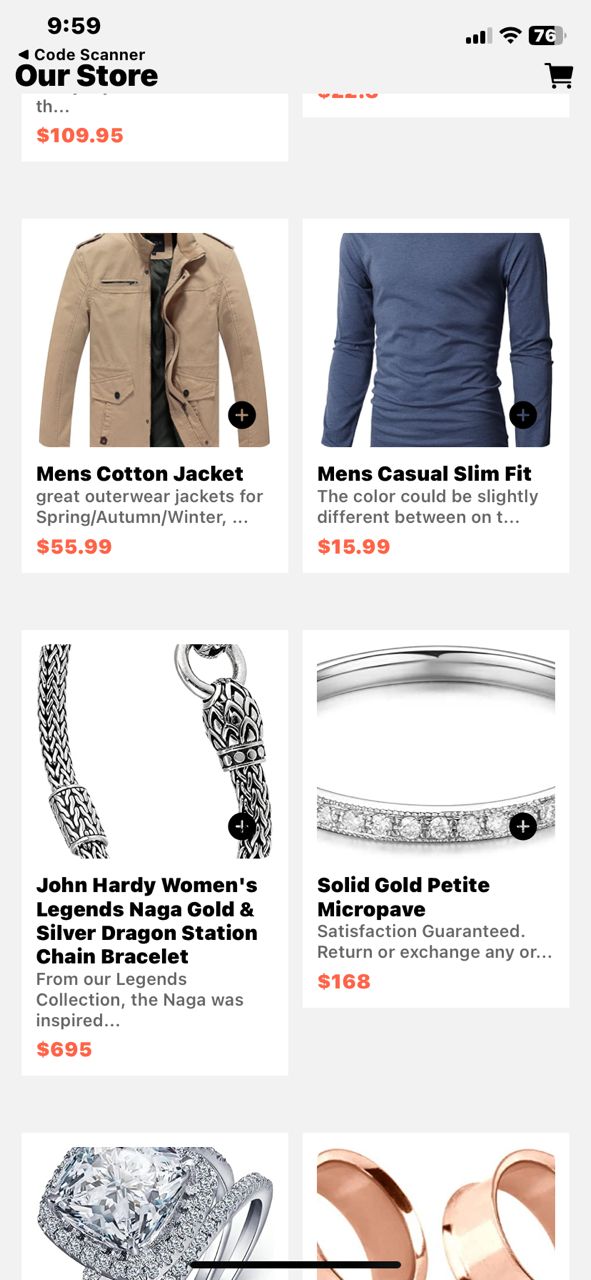 9:59
76
◀ Code Scanner
Our Store
th...
$109.95
Mens Cotton Jacket
great outerwear jackets for
Spring/Autumn/Winter, ...
$55.99
Mens Casual Slim Fit
The color could be slightly
different between on t...
$15.99
John Hardy Women's
Legends Naga Gold &
Silver Dragon Station
Chain Bracelet
From our Legends
Collection, the Naga was
inspired...
$695
Solid Gold Petite
Micropave
Satisfaction Guaranteed.
Return or exchange any or...
$168